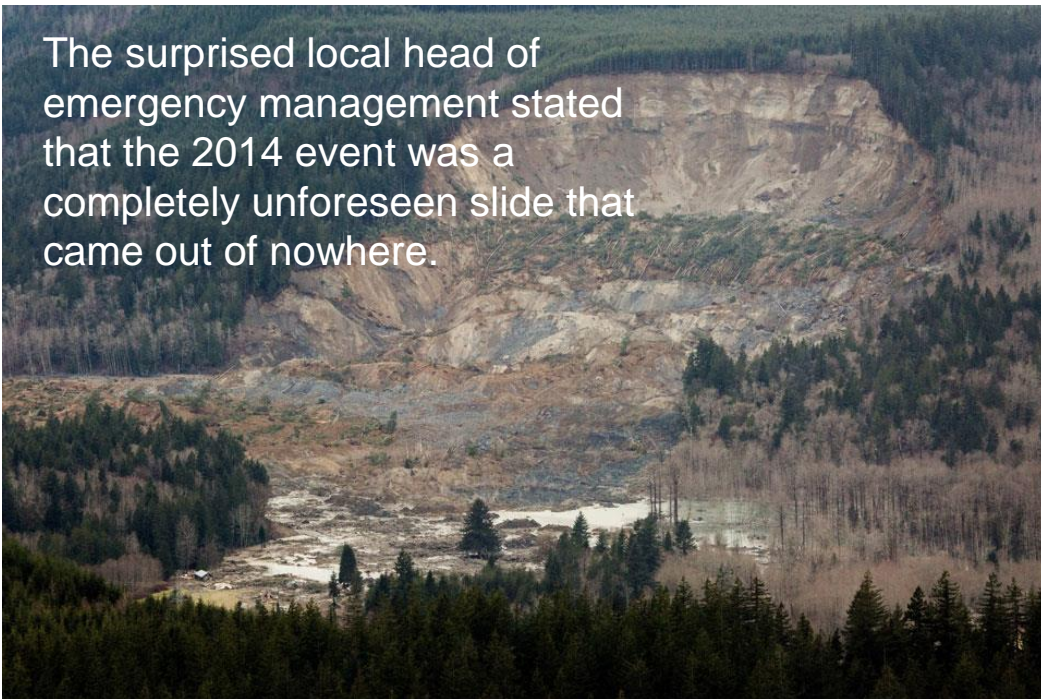 The surprised local head of
emergency management stated
that the 2014 event was a
completely unforeseen slide that
came out of nowhere.